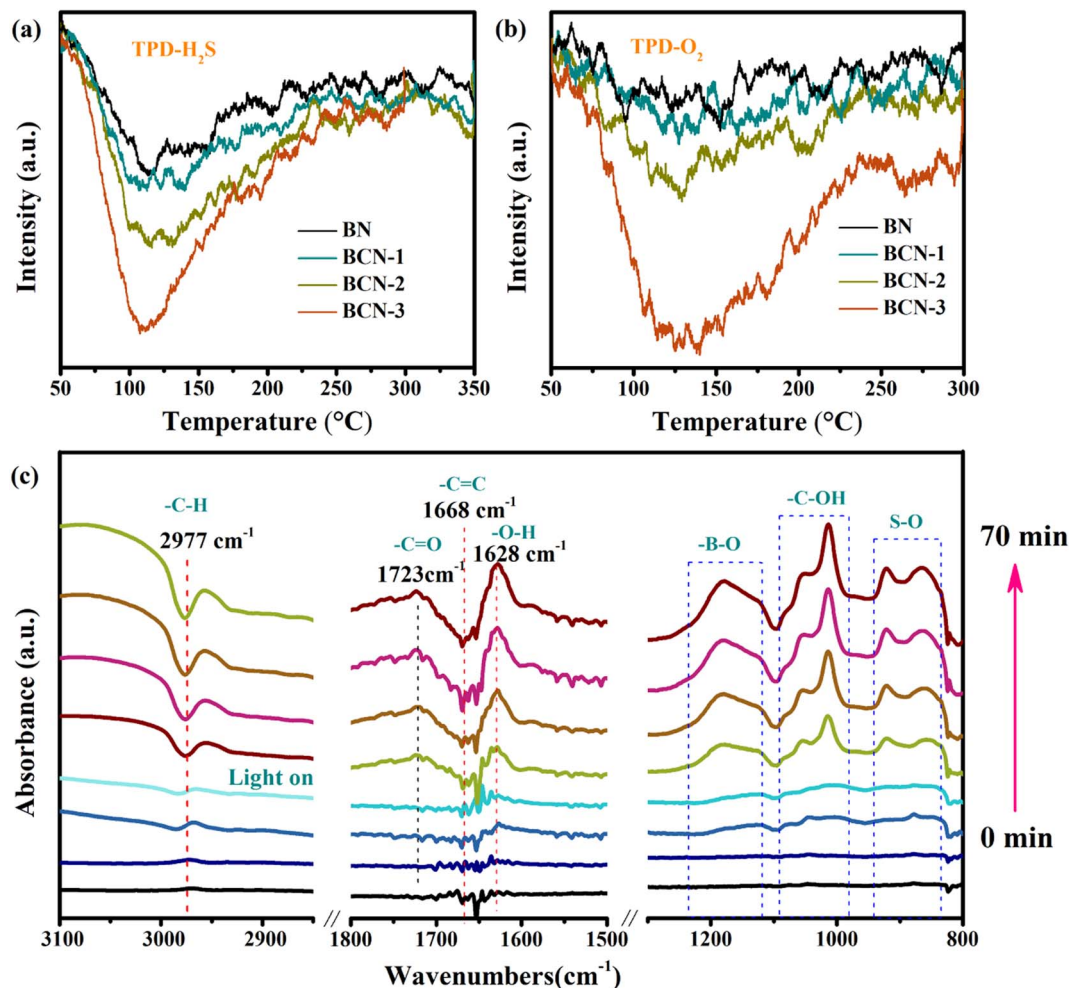 (a)
TPD-H₂S
Intensity (a.u.)
BN
BCN-1
BCN-2
BCN-3
50 100 150 200 250 300 350
Temperature (°C)
(b)
TPD-O₂
Intensity (a.u.)
BN
BCN-1
BCN-2
BCN-3
50 100 150 200 250 300
Temperature (°C)
(c)
-C-H
2977 cm⁻¹
-C=C
1668 cm⁻¹
-C=O
1723cm⁻¹
-O-H
1628 cm⁻¹
-B-O
-C-OH
S-O
70 min
Light on
0 min
Absorbance (a.u.)
3100 3000 2900 // 1800 1700 1600 1500 // 1200 1000 800
Wavenumbers(cm⁻¹)